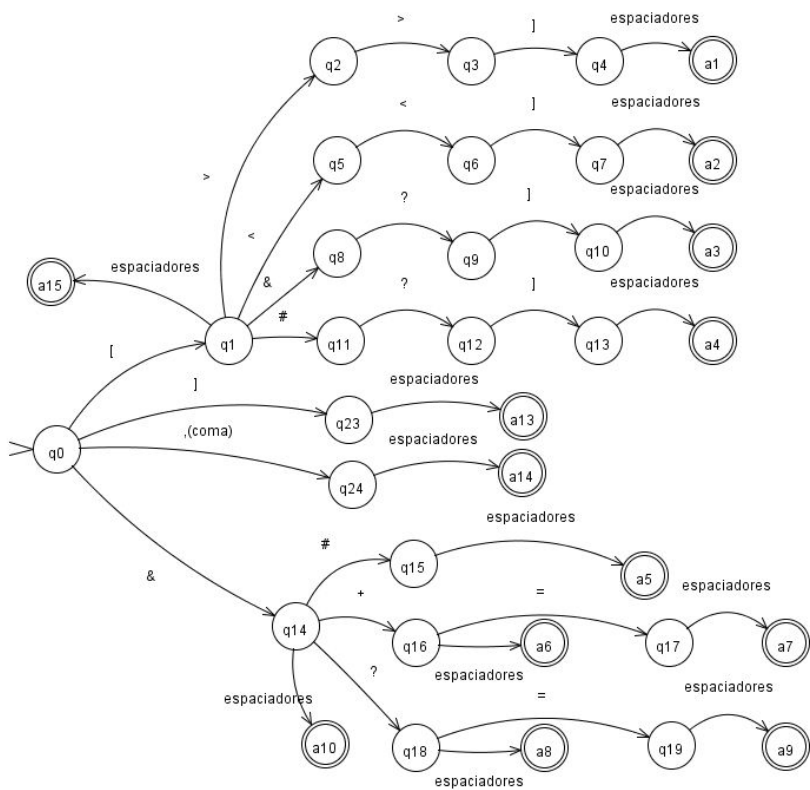 > ] espaciadores
q2 q3 q4 a1
< ] espaciadores
q5 q6 q7 a2
> ? ] espaciadores
< q8 q9 q10 a3
espaciadores & ? ] espaciadores
a15 #
q1 q11 q12 q13 a4
[ ] espaciadores
q23 a13
,(coma) espaciadores
q0 q24 a14
espaciadores
& # q15 a5
+ = espaciadores
q14 q16 a6 q17 a7
? espaciadores
espaciadores = espaciadores
a10 q18 a8 q19 a9
espaciadores